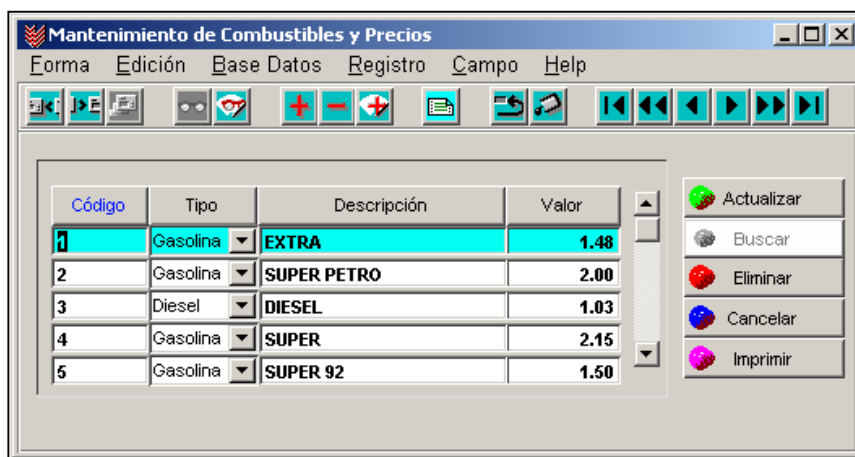 Mantenimiento de Combustibles y Precios
Forma Edición Base Datos Registro Campo Help
Código Tipo Descripción Valor
1 Gasolina EXTRA 1.48
2 Gasolina SUPER PETRO 2.00
3 Diesel DIESEL 1.03
4 Gasolina SUPER 2.15
5 Gasolina SUPER 92 1.50
Actualizar
Buscar
Eliminar
Cancelar
Imprimir